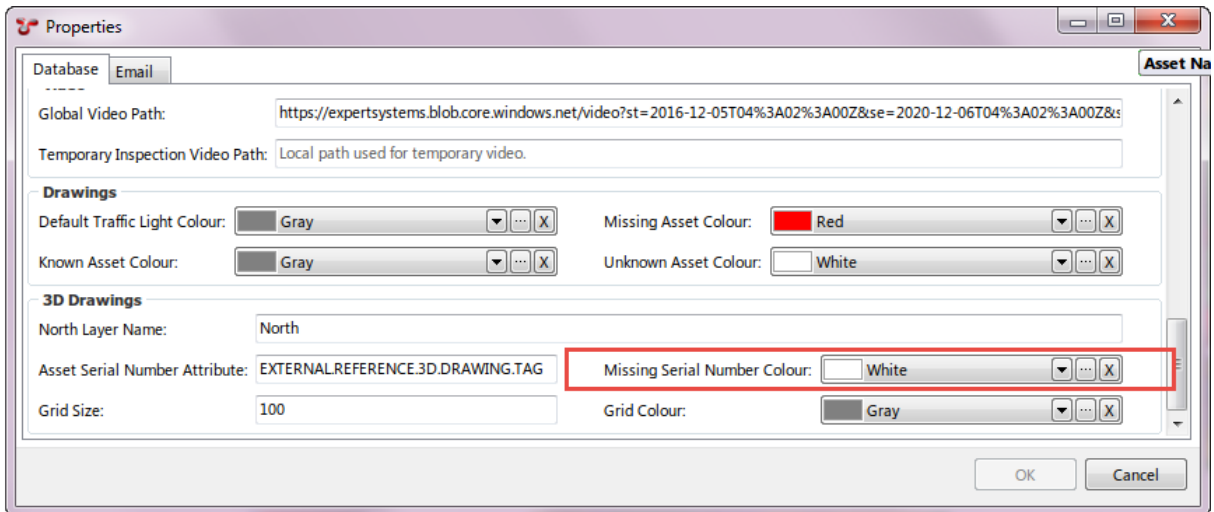 Properties
Database Email
Asset Na
Global Video Path: https://expertsystems.blob.core.windows.net/video?st=2016-12-05T04%3A02%3A00Z&se=2020-12-06T04%3A02%3A00Z&s
Temporary Inspection Video Path: Local path used for temporary video.
Drawings
Default Traffic Light Colour: Gray Missing Asset Colour: Red
Known Asset Colour: Gray Unknown Asset Colour: White
3D Drawings
North Layer Name: North
Asset Serial Number Attribute: EXTERNAL.REFERENCE.3D.DRAWING.TAG Missing Serial Number Colour: White
Grid Size: 100 Grid Colour: Gray
OK Cancel